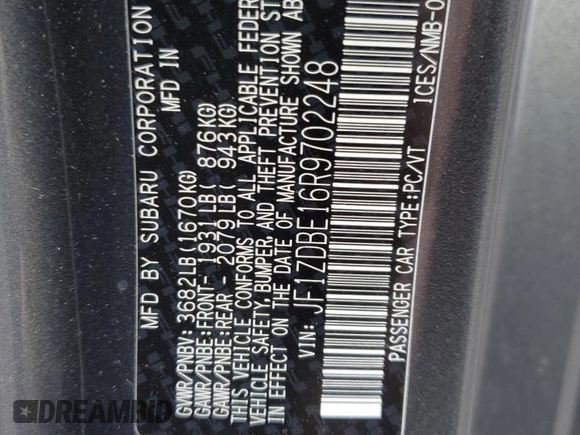 MFD BY SUBARU CORPORATION
MFD IN
GVWR/PNBV: 3682LB(1670KG)
GAWR/PNBE:FRONT- 1931LB( 876KG)
GAWR/PNBE:REAR - 2079LB( 943KG)
THIS VEHICLE CONFORMS TO ALL APPLICABLE FEDER
VEHICLE SAFETY, BUMPER, AND THEFT PREVENTION ST
IN EFFECT ON THE DATE OF MANUFACTURE SHOWN AB
VIN: JF1ZDBE16R9702248
PASSENGER CAR TYPE:PC/VT
ICES/NMB-0
DREAMBID